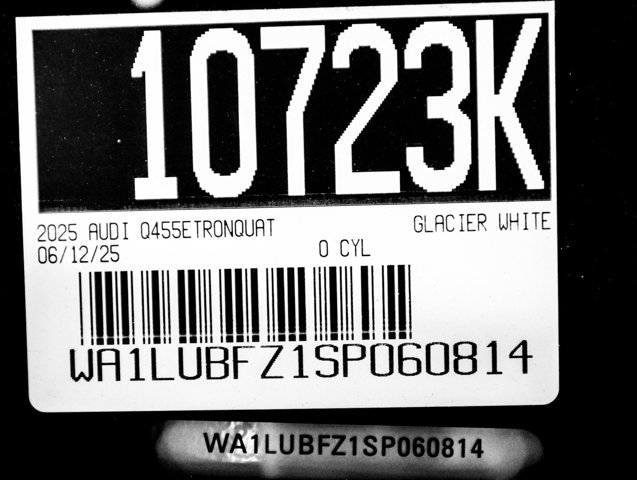 10723K
2025 AUDI Q455ETRONQUAT GLACIER WHITE
06/12/25 0 CYL
WA1LUBFZ1SP060814
WA1LUBFZ1SP060814